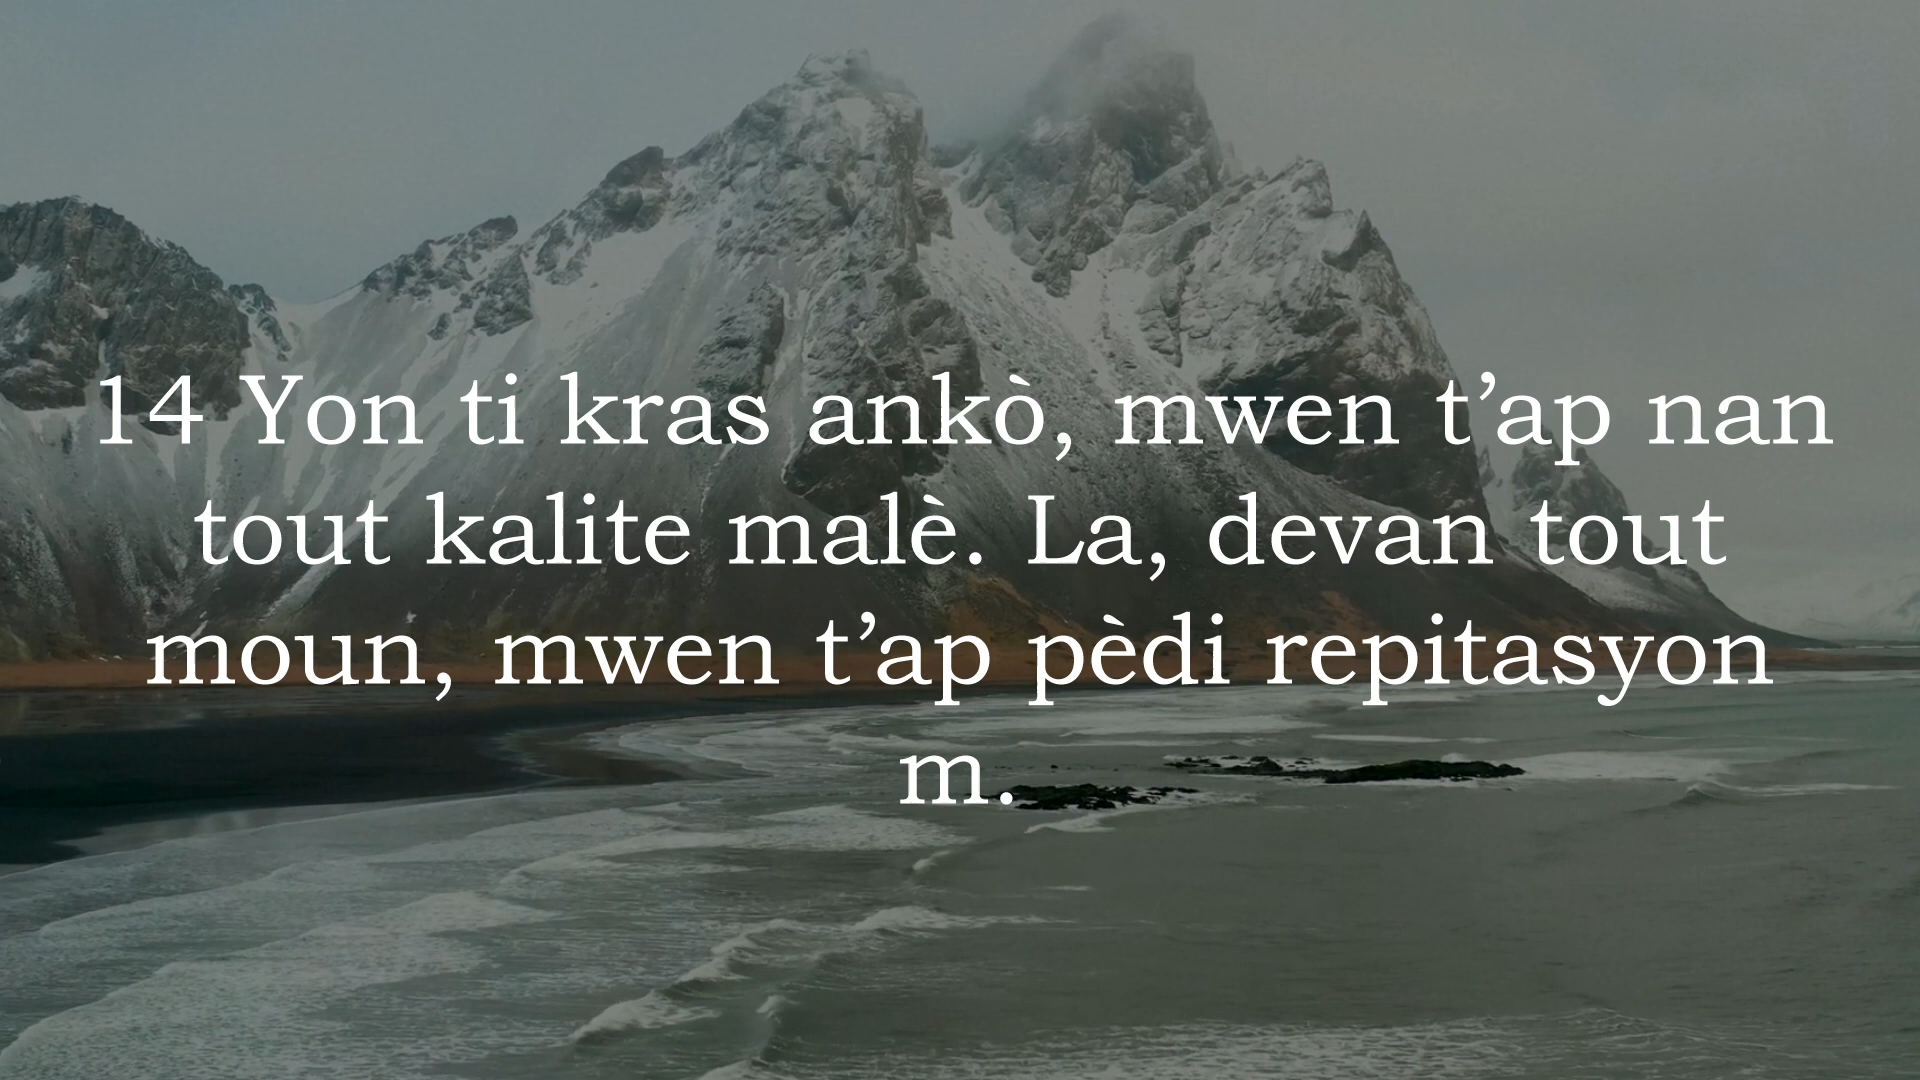 14 Yon ti kras ankò, mwen t’ap nan
tout kalite malè. La, devan tout
moun, mwen t’ap pèdi repitasyon
m.